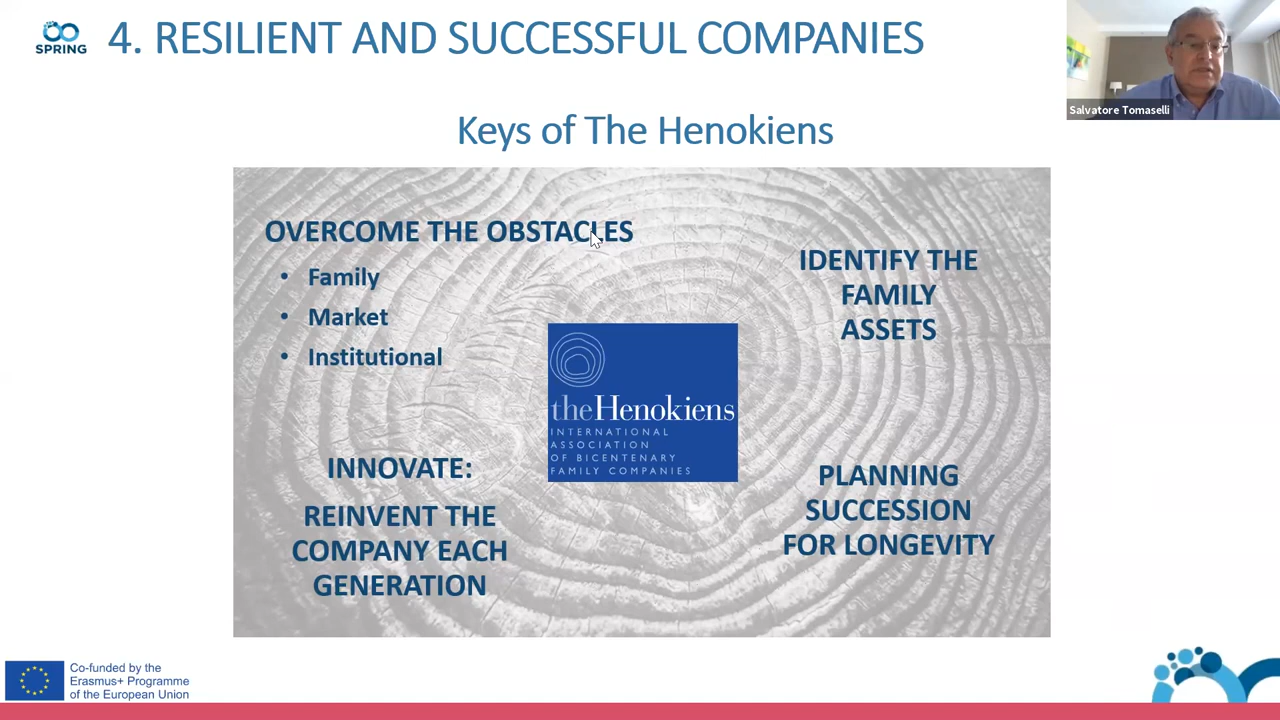 SPRING
4. RESILIENT AND SUCCESSFUL COMPANIES
Salvatore Tomaselli
Keys of The Henokiens
OVERCOME THE OBSTACLES
• Family
• Market
• Institutional
IDENTIFY THE
FAMILY
ASSETS
theHenokiens
INTERNATIONAL
ASSOCIATION
OF BICENTENARY
FAMILY COMPANIES
INNOVATE:
REINVENT THE
COMPANY EACH
GENERATION
PLANNING
SUCCESSION
FOR LONGEVITY
Co-funded by the
Erasmus+ Programme
of the European Union